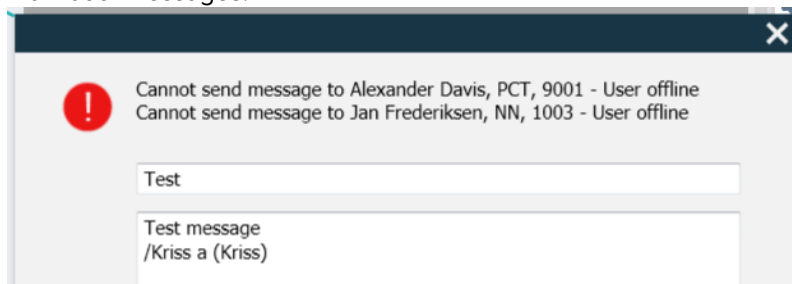 Cannot send message to Alexander Davis, PCT, 9001 - User offline
Cannot send message to Jan Frederiksen, NN, 1003 - User offline
Test
Test message
/Kriss a (Kriss)